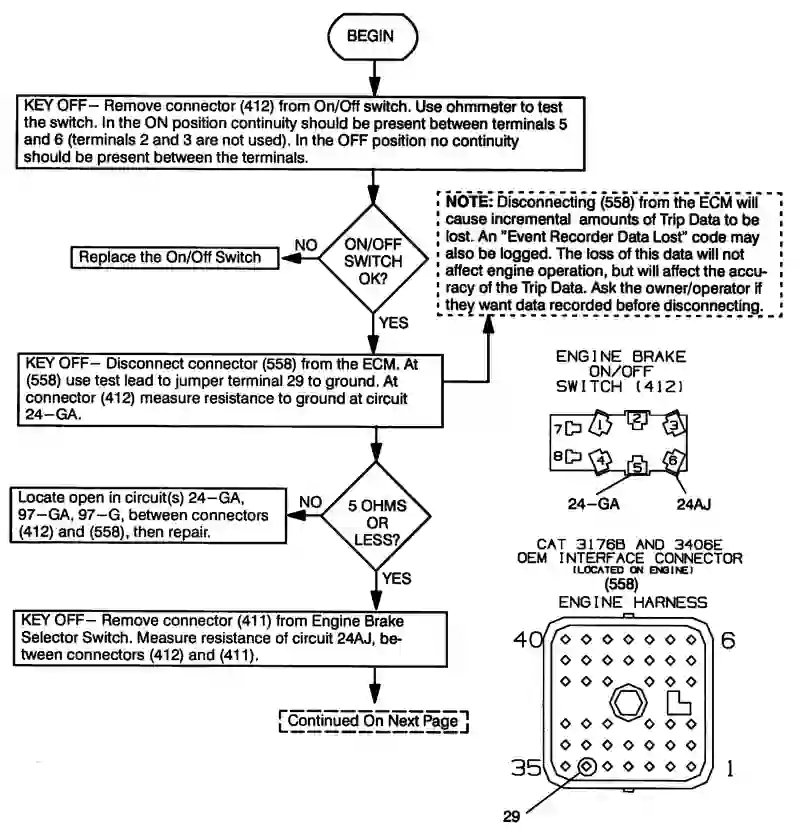 BEGIN
KEY OFF– Remove connector (412) from On/Off switch. Use ohmmeter to test
the switch. In the ON position continuity should be present between terminals 5
and 6 (terminals 2 and 3 are not used). In the OFF position no continuity
should be present between the terminals.
NOTE: Disconnecting (558) from the ECM will
cause incremental amounts of Trip Data to be
lost. An "Event Recorder Data Lost" code may
also be logged. The loss of this data will not
affect engine operation, but will affect the accu-
racy of the Trip Data. Ask the owner/operator if
they want data recorded before disconnecting.
ON/OFF
SWITCH
OK?
NO
Replace the On/Off Switch
YES
KEY OFF– Disconnect connector (558) from the ECM. At
(558) use test lead to jumper terminal 29 to ground. At
connector (412) measure resistance to ground at circuit
24–GA.
ENGINE BRAKE
ON/OFF
SWITCH (412)
7 1 2 3
8 4 5 6
24-GA 24AJ
5 OHMS
OR
LESS?
NO
Locate open in circuit(s) 24–GA,
97–GA, 97–G, between connectors
(412) and (558), then repair.
YES
CAT 3176B AND 3406E
OEM INTERFACE CONNECTOR
(LOCATED ON ENGINE)
(558)
ENGINE HARNESS
40 6
35 1
29
KEY OFF– Remove connector (411) from Engine Brake
Selector Switch. Measure resistance of circuit 24AJ, be-
tween connectors (412) and (411).
Continued On Next Page